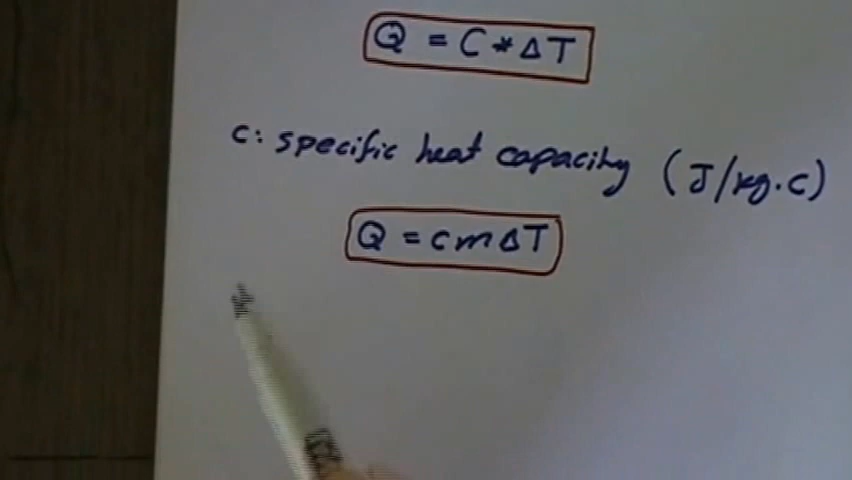 Q = C * ΔT
c: specific heat capacity (J/kg.c)
Q = cmΔT